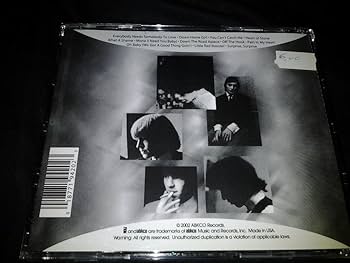 Everybody Needs Somebody To Love • Down Home Girl • You Can't Catch Me • Heart Of Stone
What A Shame • Mona (I Need You Baby) • Down The Road Apiece • Off The Hook • Pain In My Heart
Oh Baby (We Got A Good Thing Goin') • Little Red Rooster • Surprise, Surprise
© 2002 ABKCO Records.
and abkco are trademarks of abkco Music and Records, Inc. Made in USA.
Warning: All rights reserved. Unauthorized duplication is a violation of applicable laws.